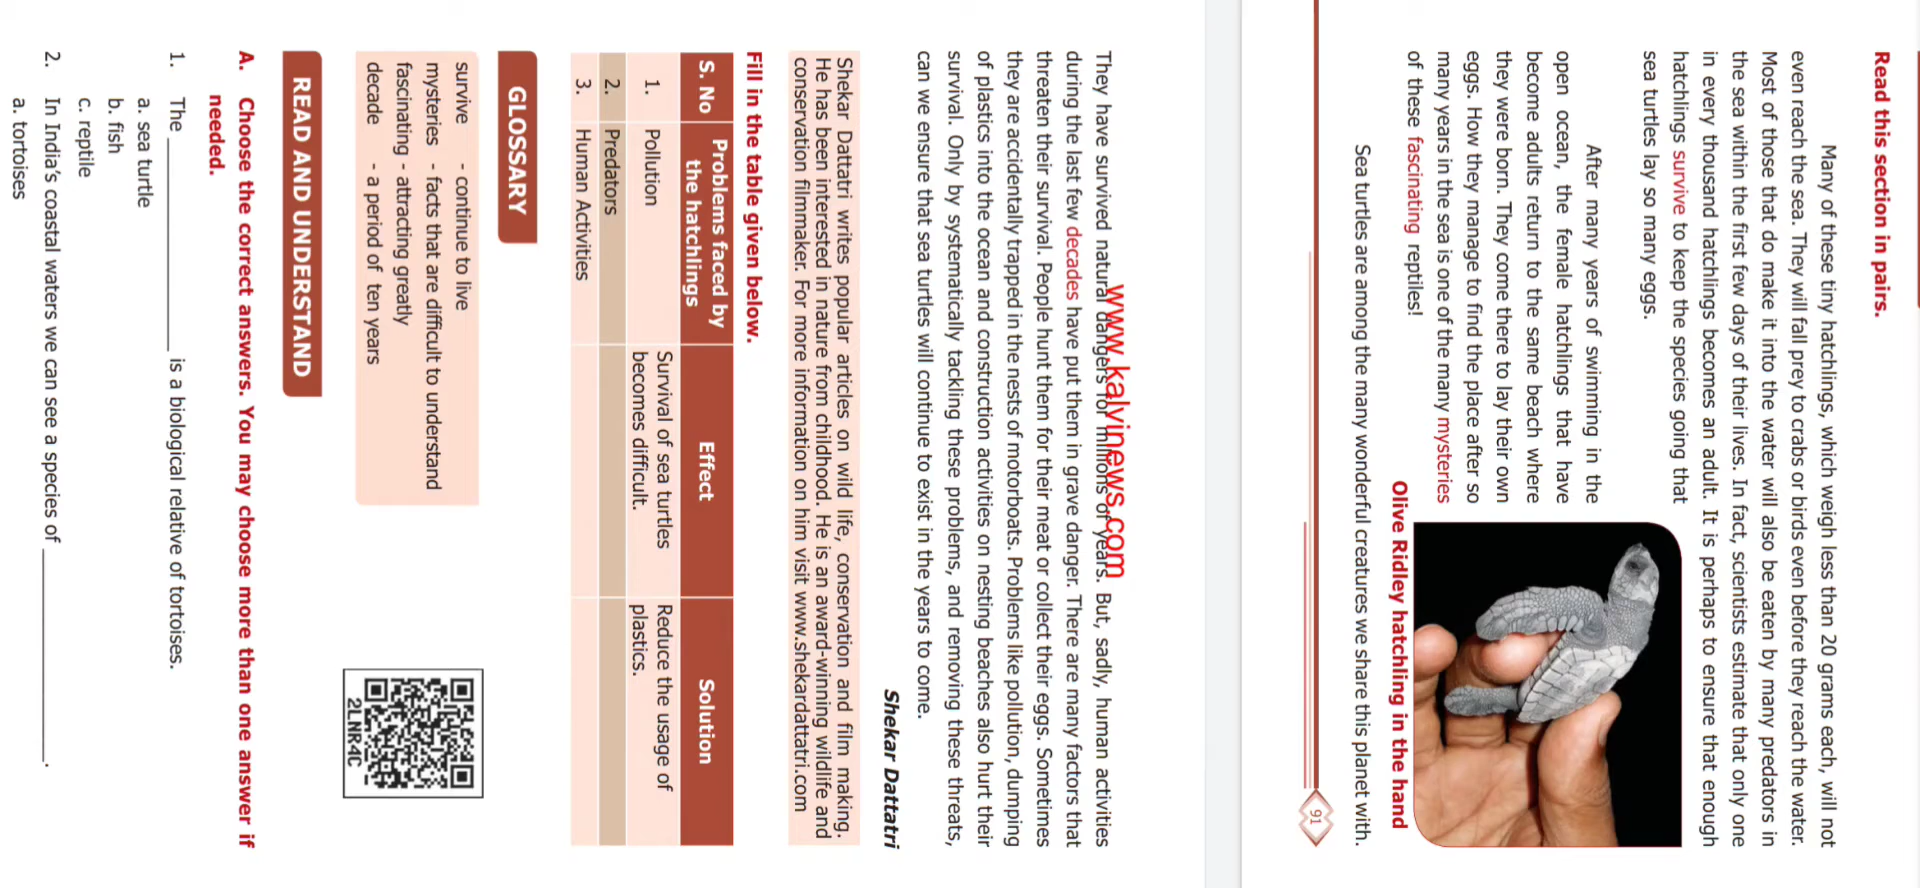 Read this section in pairs.
Many of these tiny hatchlings, which weigh less than 20 grams each, will not
even reach the sea. They will fall prey to crabs or birds even before they reach the water.
Most of those that do make it into the water will also be eaten by many predators in
the sea within the first few days of their lives. In fact, scientists estimate that only one
in every thousand hatchlings becomes an adult. It is perhaps to ensure that enough
hatchlings survive to keep the species going that
sea turtles lay so many eggs.
After many years of swimming in the
open ocean, the female hatchlings that have
become adults return to the same beach where
they were born. They come there to lay their own
eggs. How they manage to find the place after so
many years in the sea is one of the many mysteries
of these fascinating reptiles!
Olive Ridley hatchling in the hand
Sea turtles are among the many wonderful creatures we share this planet with.
91
www.kalvinews.com
They have survived natural dangers for millions of years. But, sadly, human activities
during the last few decades have put them in grave danger. There are many factors that
threaten their survival. People hunt them for their meat or collect their eggs. Sometimes
they are accidentally trapped in the nests of motorboats. Problems like pollution, dumping
of plastics into the ocean and construction activities on nesting beaches also hurt their
survival. Only by systematically tackling these problems, and removing these threats,
can we ensure that sea turtles will continue to exist in the years to come.
Shekar Dattatri
Shekar Dattatri writes popular articles on wild life, conservation and film making.
He has been interested in nature from childhood. He is an award-winning wildlife and
conservation filmmaker. For more information on him visit www.shekardattatri.com
Fill in the table given below.
S. No Problems faced by the hatchlings Effect Solution
1. Pollution Survival of sea turtles becomes difficult. Reduce the usage of plastics.
2. Predators
3. Human Activities
GLOSSARY
survive - continue to live
mysteries - facts that are difficult to understand
fascinating - attracting greatly
decade - a period of ten years
2LNR4C
READ AND UNDERSTAND
A. Choose the correct answers. You may choose more than one answer if
needed.
1. The ____________________ is a biological relative of tortoises.
a. sea turtle
b. fish
c. reptile
2. In India's coastal waters we can see a species of ____________________.
a. tortoises